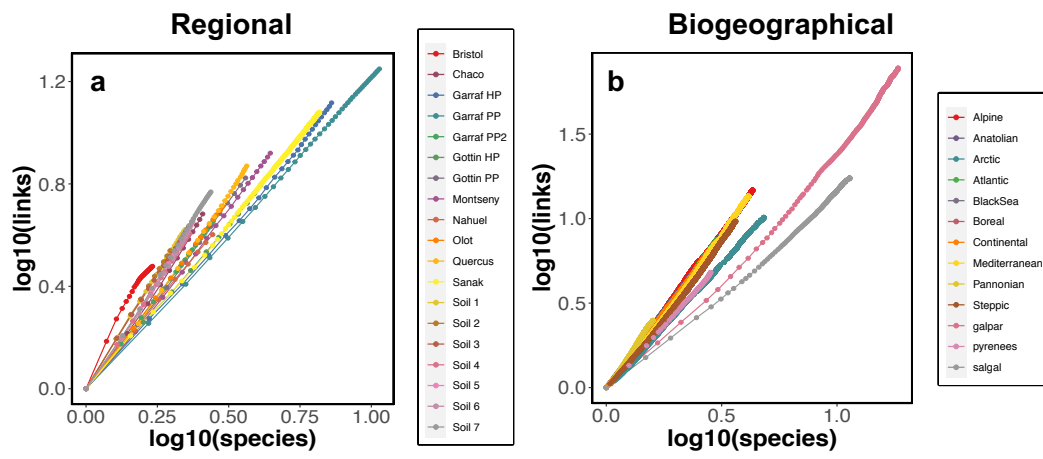 Regional
Biogeographical
a
log10(links)
1.2
0.8
0.4
0.0
0.0 0.25 0.50 0.75 1.00
log10(species)
Bristol
Chaco
Garraf HP
Garraf PP
Garraf PP2
Gottin HP
Gottin PP
Montseny
Nahuel
Olot
Quercus
Sanak
Soil 1
Soil 2
Soil 3
Soil 4
Soil 5
Soil 6
Soil 7
b
log10(links)
1.5
1.0
0.5
0.0
0.0 0.5 1.0
log10(species)
Alpine
Anatolian
Arctic
Atlantic
BlackSea
Boreal
Continental
Mediterranean
Pannonian
Steppic
galpar
pyrenees
salgal